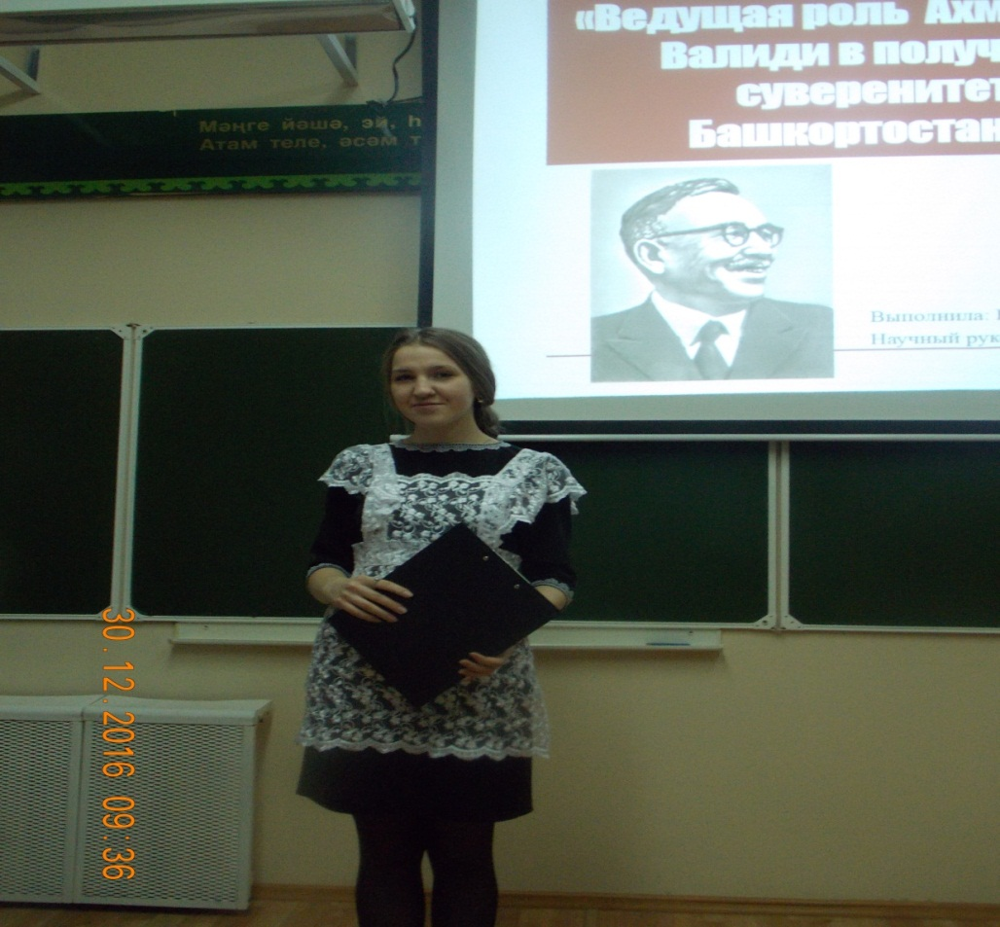 Мәңге йәшә, эй, һ
Атам теле, әсәм т
«Ведущая роль Ахм
Валиди в получ
суверенитет
Башкортостан
Выполнила:
Научный рук
30.12.2016 09:36